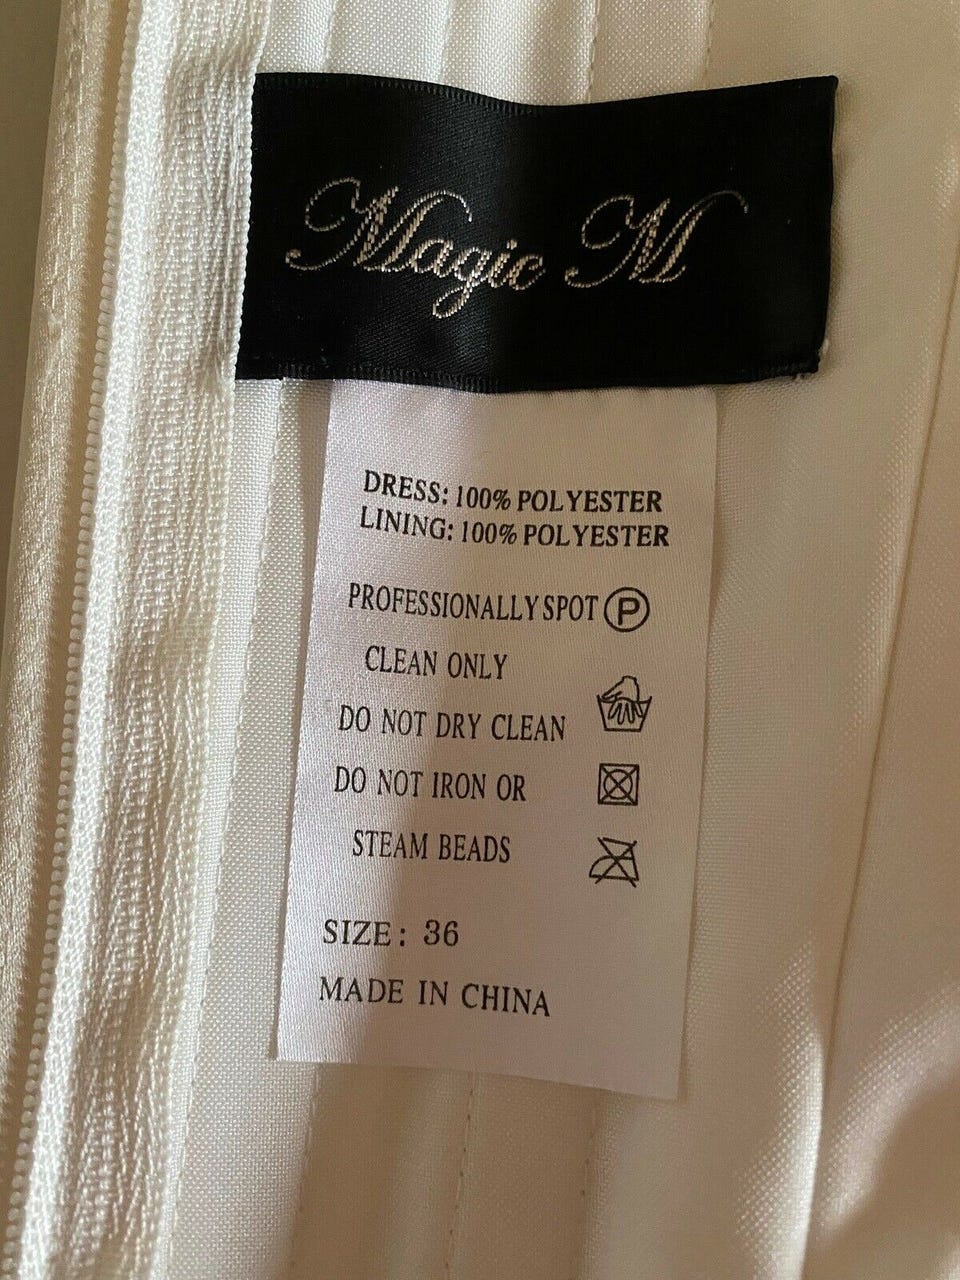 Magic M
DRESS: 100% POLYESTER
LINING: 100% POLYESTER
PROFESSIONALLY SPOT P
CLEAN ONLY
DO NOT DRY CLEAN
DO NOT IRON OR
STEAM BEADS
SIZE: 36
MADE IN CHINA